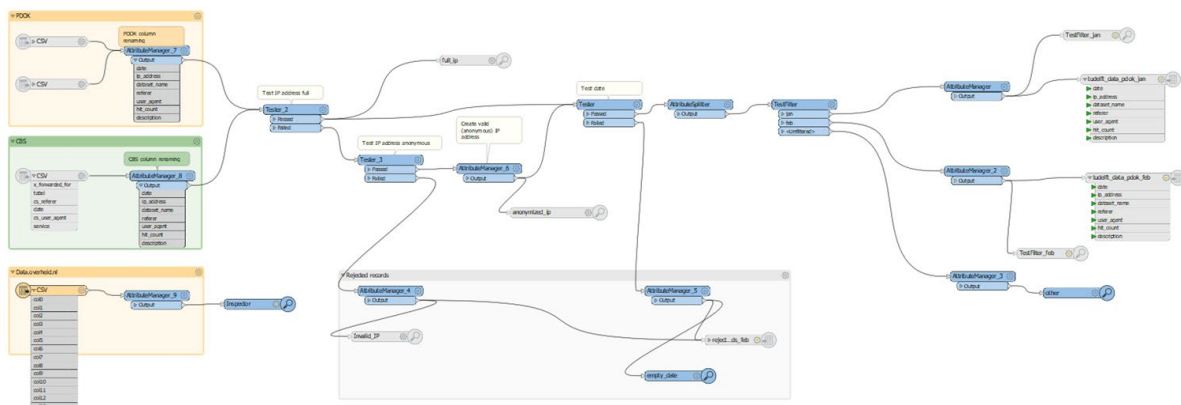 PDOK
CSV
CSV
PDOK column
renaming
AttributeManager_7
Output
date
ip_address
dataset_name
referer
user_agent
hit_count
description
CBS
CSV
x_forwarded_for
tabel
cs_referer
date
cs_user_agent
service
CBS column renaming
AttributeManager_8
Output
date
ip_address
dataset_name
referer
user_agent
hit_count
description
Data.overheid.nl
CSV
col0
col1
col2
col3
col4
col5
col6
col7
col8
col9
col10
col11
col12
AttributeManager_9
Output
Inspector
Test IP address full
Tester_2
Passed
Failed
full_ip
Test IP address anonymous
Tester_3
Passed
Failed
Create valid
(anonymous) IP
address
AttributeManager_6
Output
anonymized_ip
Test date
Tester
Passed
Failed
AttributeSplitter
Output
TestFilter
jan
feb
<Unfiltered>
Rejected records
AttributeManager_4
Output
Invalid_IP
AttributeManager_5
Output
reject...ds_feb
empty_date
AttributeManager
Output
TestFilter_jan
tudelft_data_pdok_jan
date
ip_address
dataset_name
referer
user_agent
hit_count
description
AttributeManager_2
Output
tudelft_data_pdok_feb
date
ip_address
dataset_name
referer
user_agent
hit_count
description
TestFilter_Feb
AttributeManager_3
Output
other